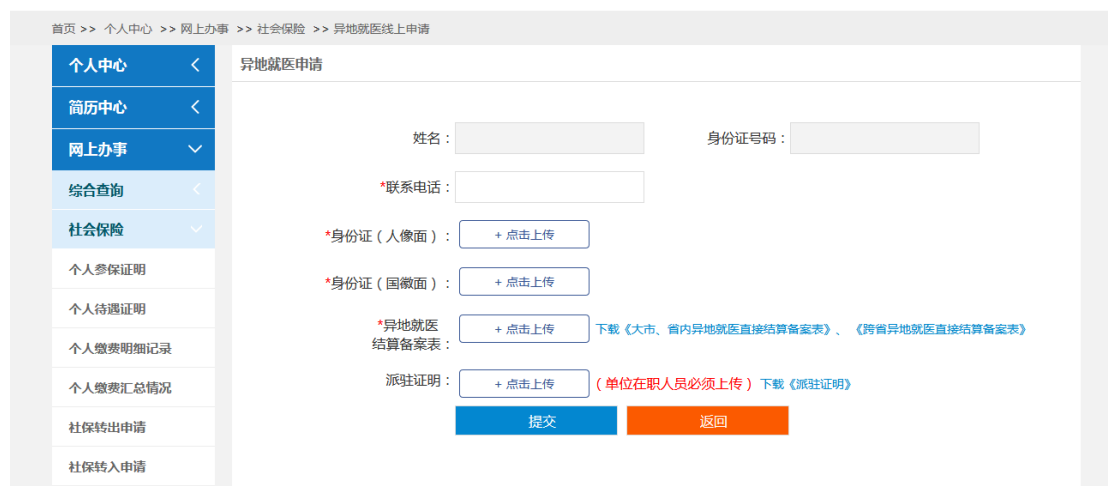 首页 >> 个人中心 >> 网上办事 >> 社会保险 >> 异地就医线上申请
个人中心
简历中心
网上办事
综合查询
社会保险
个人参保证明
个人待遇证明
个人缴费明细记录
个人缴费汇总情况
社保转出申请
社保转入申请
异地就医申请
姓名： 身份证号码：
*联系电话：
*身份证（人像面）： + 点击上传
*身份证（国徽面）： + 点击上传
*异地就医
结算备案表： + 点击上传 下载《大市、省内异地就医直接结算备案表》、 《跨省异地就医直接结算备案表》
派驻证明： + 点击上传 （单位在职人员必须上传）下载《派驻证明》
提交 返回